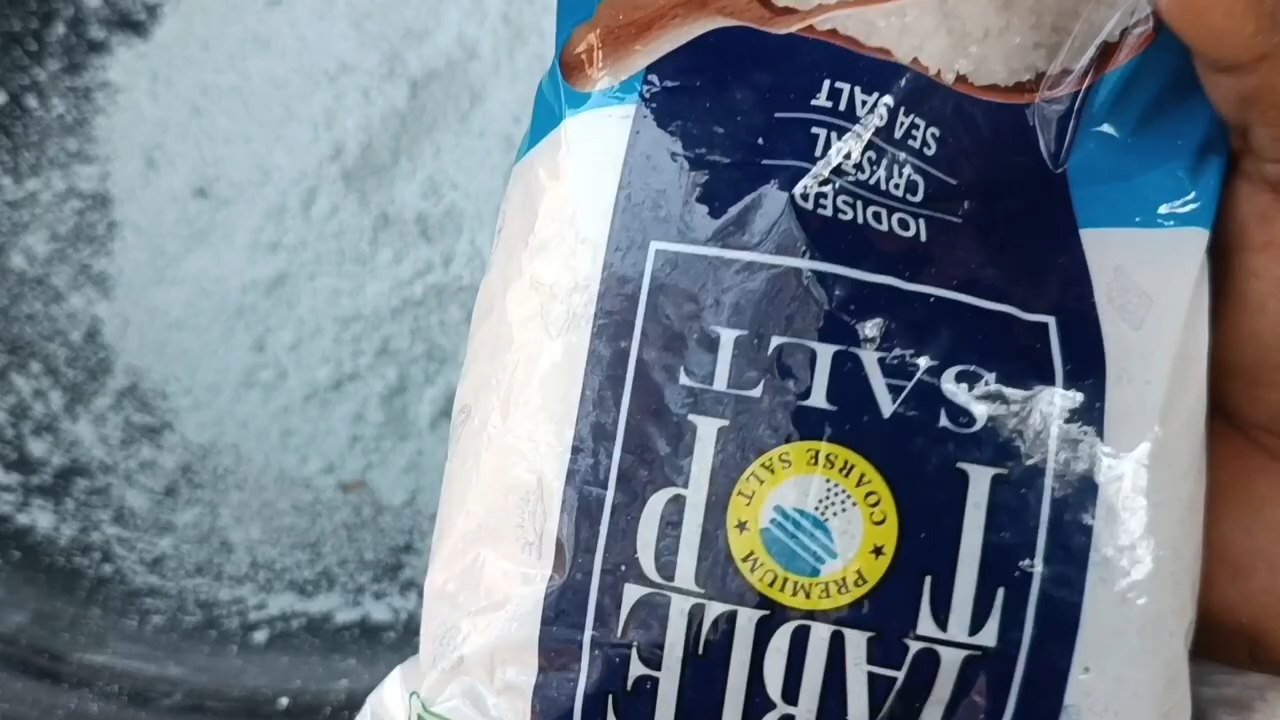 TABLE
TOP
SALT
PREMIUM
COARSE SALT
IODISED
CRYSTAL
SEA SALT